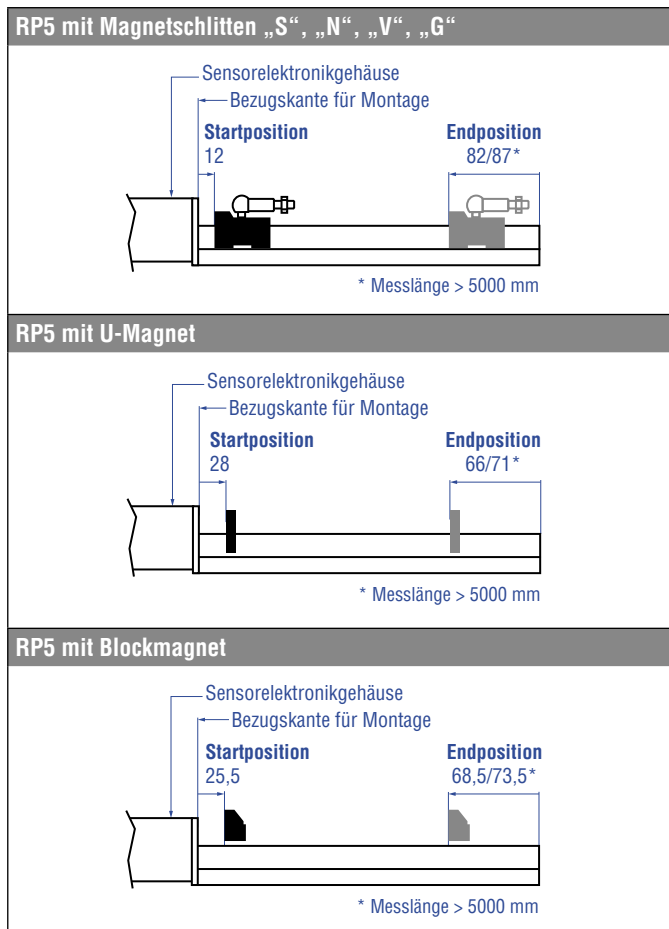 RP5 mit Magnetschlitten „S“, „N“, „V“, „G“
Sensorelektronikgehäuse
Bezugskante für Montage
Startposition Endposition
12 82/87*
* Messlänge > 5000 mm
RP5 mit U-Magnet
Sensorelektronikgehäuse
Bezugskante für Montage
Startposition Endposition
28 66/71*
* Messlänge > 5000 mm
RP5 mit Blockmagnet
Sensorelektronikgehäuse
Bezugskante für Montage
Startposition Endposition
25,5 68,5/73,5*
* Messlänge > 5000 mm